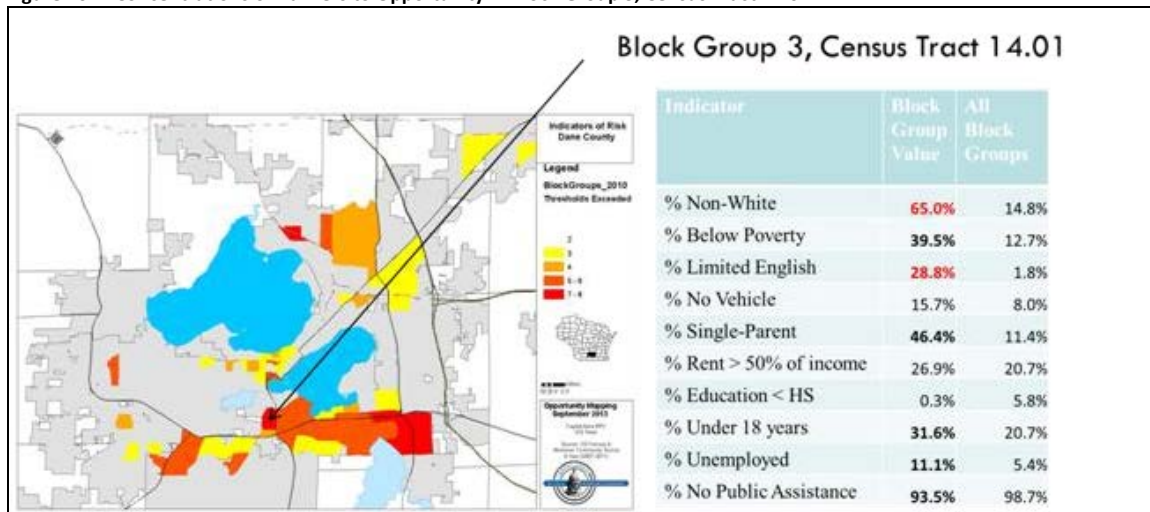 Block Group 3, Census Tract 14.01
Indicators of Risk
Dane County
Legend
BlockGroups_2010
Thresholds Exceeded
2
3
4
5 - 6
7 - 8
Opportunity Mapping
September 2013
Indicator Block Group Value All Block Groups
% Non-White 65.0% 14.8%
% Below Poverty 39.5% 12.7%
% Limited English 28.8% 1.8%
% No Vehicle 15.7% 8.0%
% Single-Parent 46.4% 11.4%
% Rent > 50% of income 26.9% 20.7%
% Education < HS 0.3% 5.8%
% Under 18 years 31.6% 20.7%
% Unemployed 11.1% 5.4%
% No Public Assistance 93.5% 98.7%